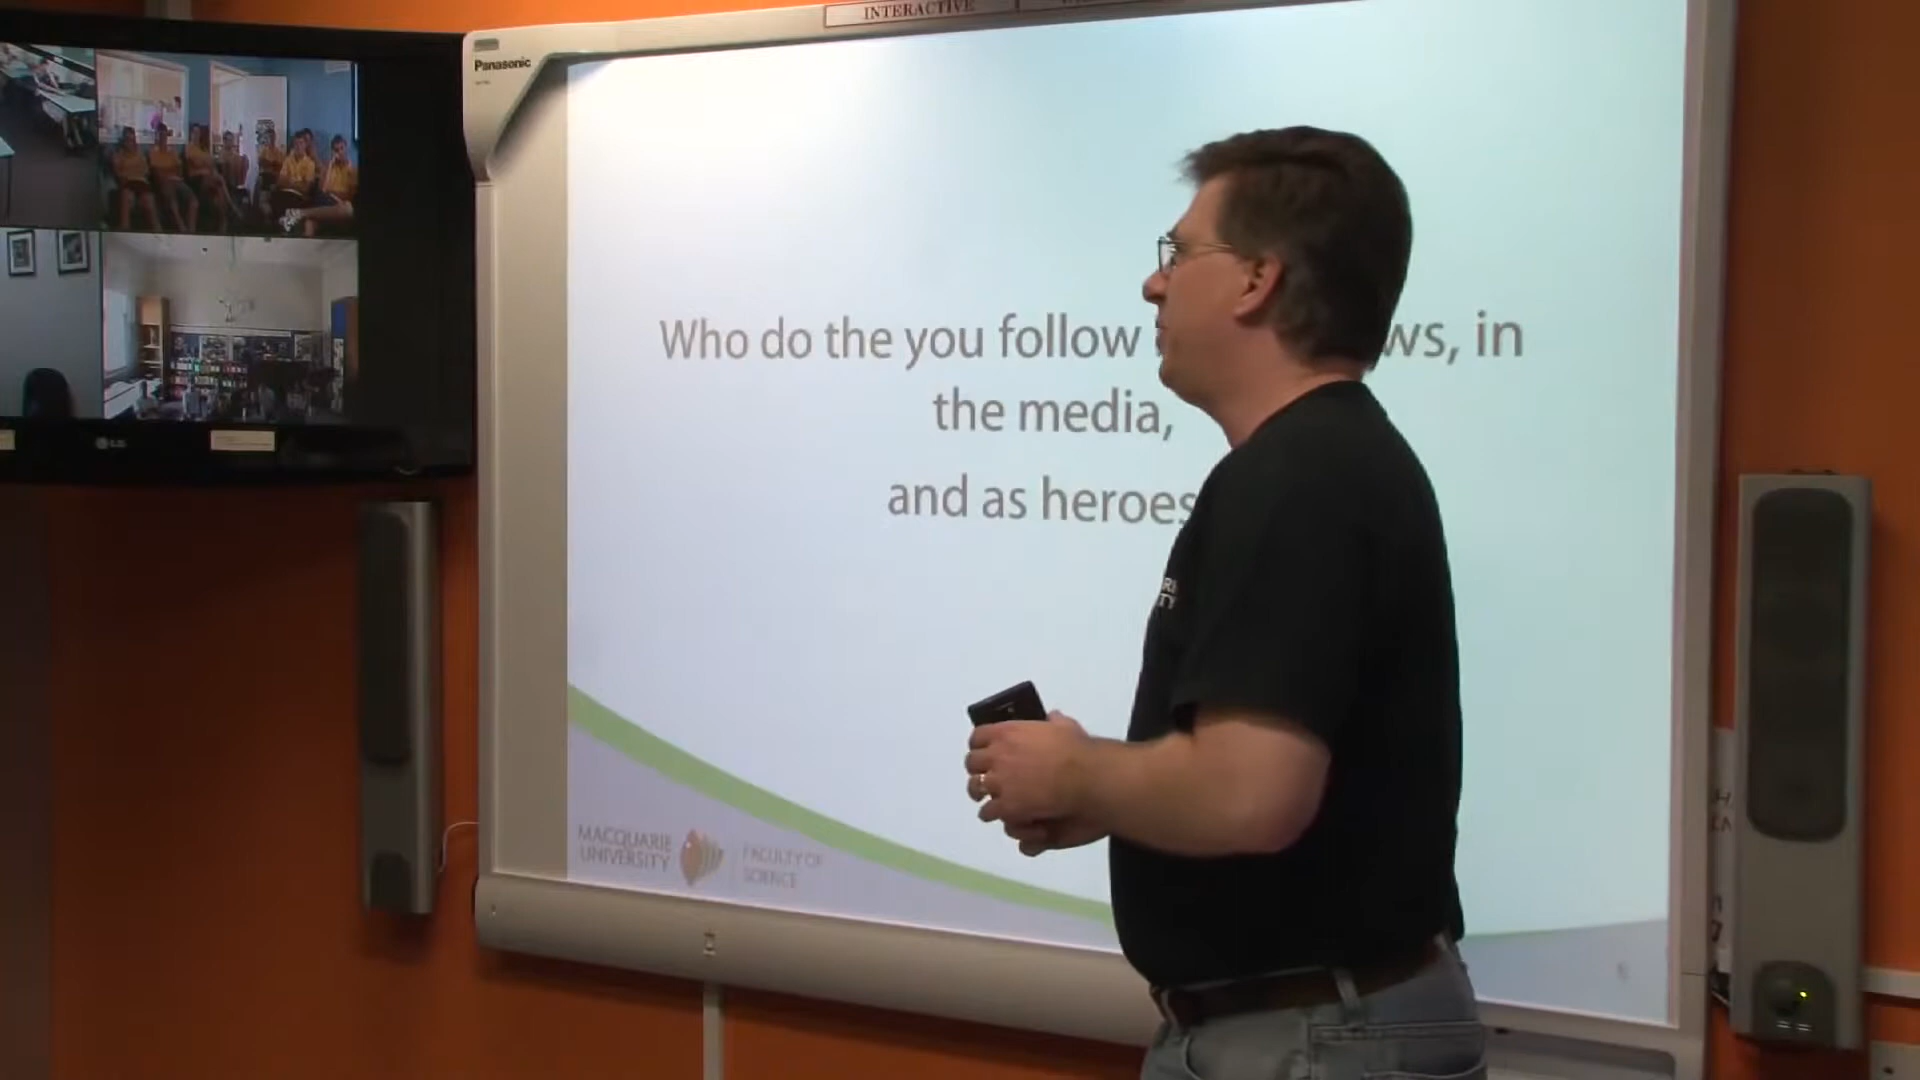 INTERACTIVE
Panasonic
Who do the you follow ws, in
the media,
and as heroes
MACQUARIE
UNIVERSITY
FACULTY OF
SCIENCE
LG